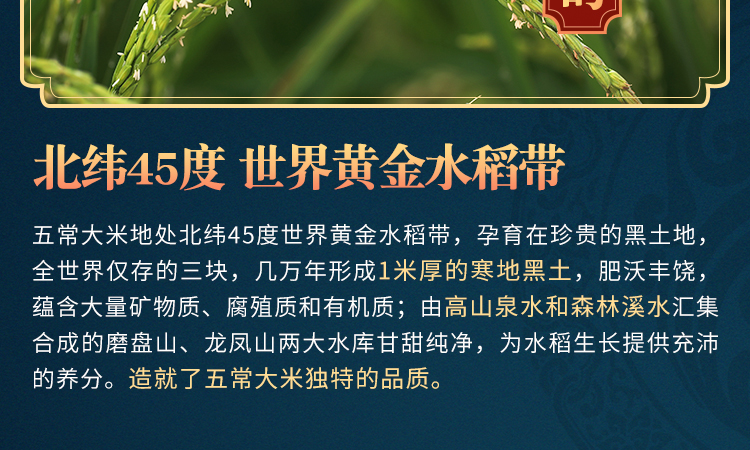 北纬45度 世界黄金水稻带
五常大米地处北纬45度世界黄金水稻带，孕育在珍贵的黑土地，
全世界仅存的三块，几万年形成1米厚的寒地黑土，肥沃丰饶，
蕴含大量矿物质、腐殖质和有机质；由高山泉水和森林溪水汇集
合成的磨盘山、龙凤山两大水库甘甜纯净，为水稻生长提供充沛
的养分。造就了五常大米独特的品质。